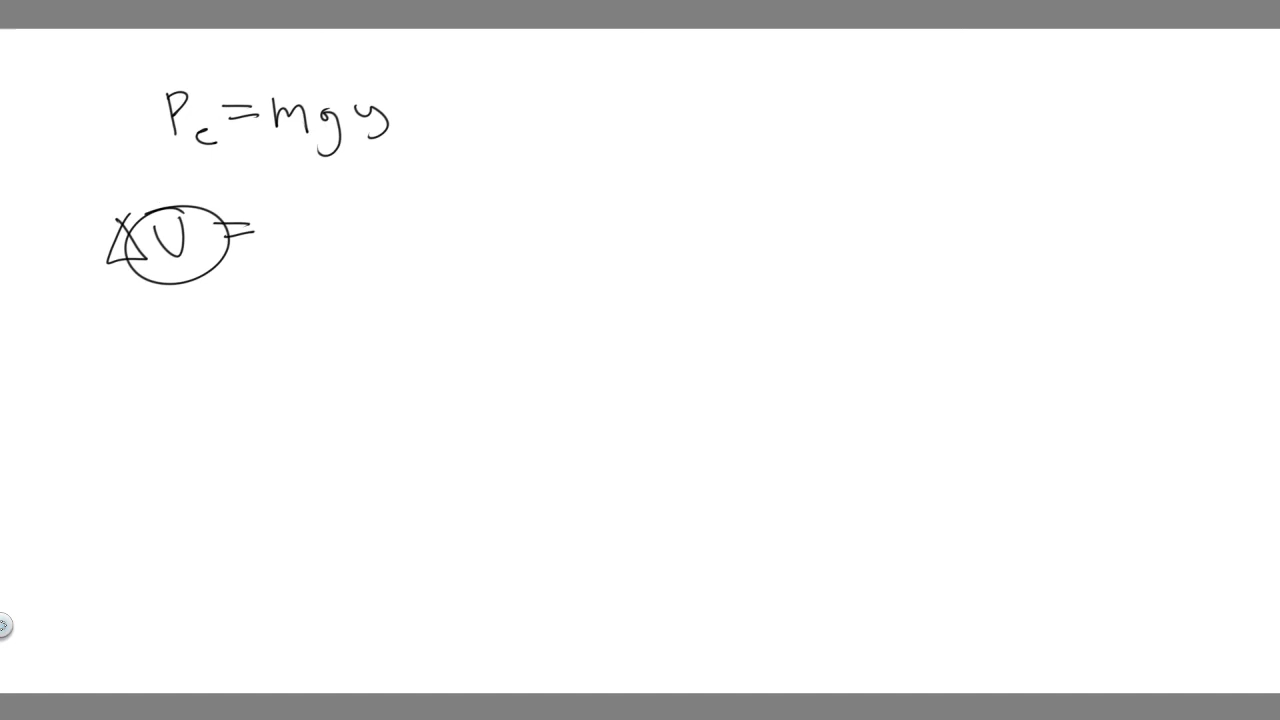 Pc = mgy
ΔU =